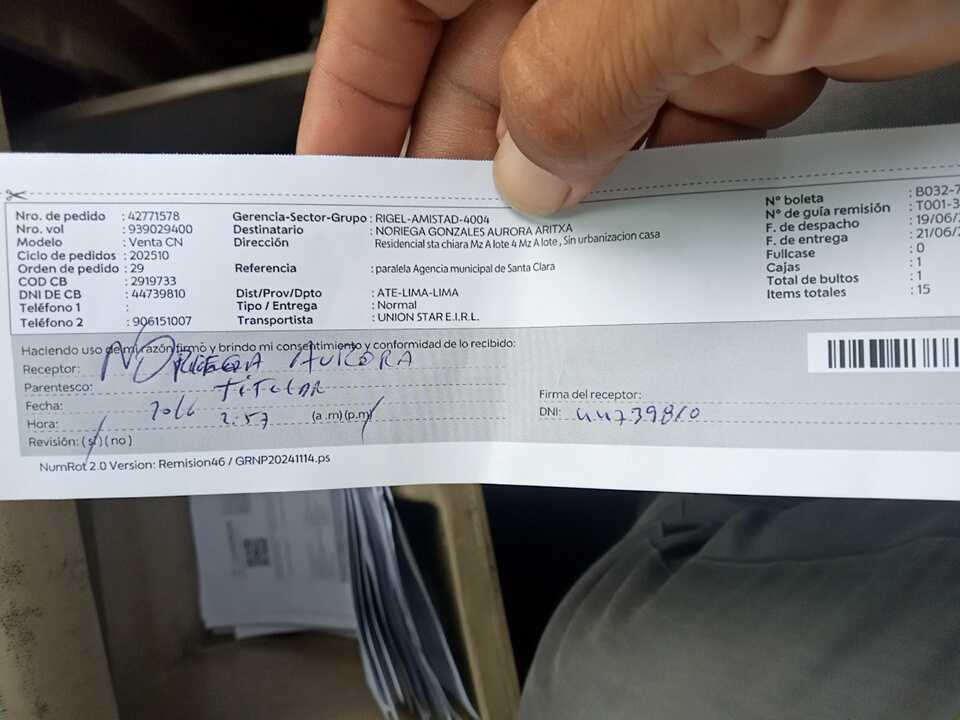 Nro. de pedido : 42771578
Nro. vol : 939029400
Modelo : Venta CN
Ciclo de pedidos : 202510
Orden de pedido : 29
COD CB : 2919733
DNI DE CB : 44739810
Teléfono 1 :
Teléfono 2 : 906151007
Gerencia-Sector-Grupo : RIGEL-AMISTAD-4004
Destinatario : NORIEGA GONZALES AURORA ARITXA
Dirección Residencial sta chiara Mz A lote 4 Mz A lote , Sin urbanizacion casa
Referencia : paralela Agencia municipal de Santa Clara
Dist/Prov/Dpto : ATE-LIMA-LIMA
Tipo / Entrega : Normal
Transportista : UNION STAR E.I.R.L.
N° boleta : B032-7
N° de guía remisión : T001-3
F. de despacho : 19/06/
F. de entrega : 21/06/
Fullcase : 0
Cajas : 1
Total de bultos : 1
Items totales : 15
Haciendo uso de mi razón firmó y brindo mi consentimiento y conformidad de lo recibido:
Receptor: NORIEGA AURORA
Parentesco: TITULAR
Fecha:
Hora: 2.57 (a .m) (p.m)
Revisión: ( si ) ( no )
Firma del receptor:
DNI: 44739810
NumRot 2.0 Version: Remision46 / GRNP20241114.ps